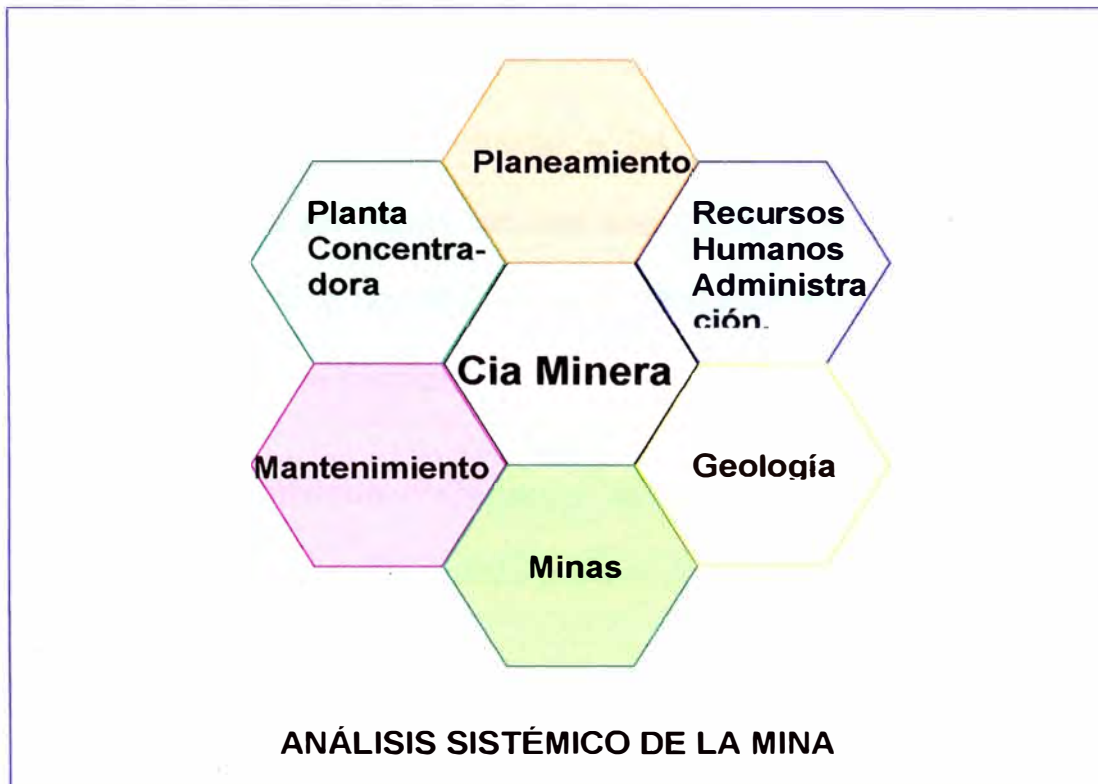 Planeamiento
Planta
Concentra-
dora
Recursos
Humanos
Administra
ción.
Cia Minera
Mantenimiento
Geología
Minas
ANÁLISIS SISTÉMICO DE LA MINA